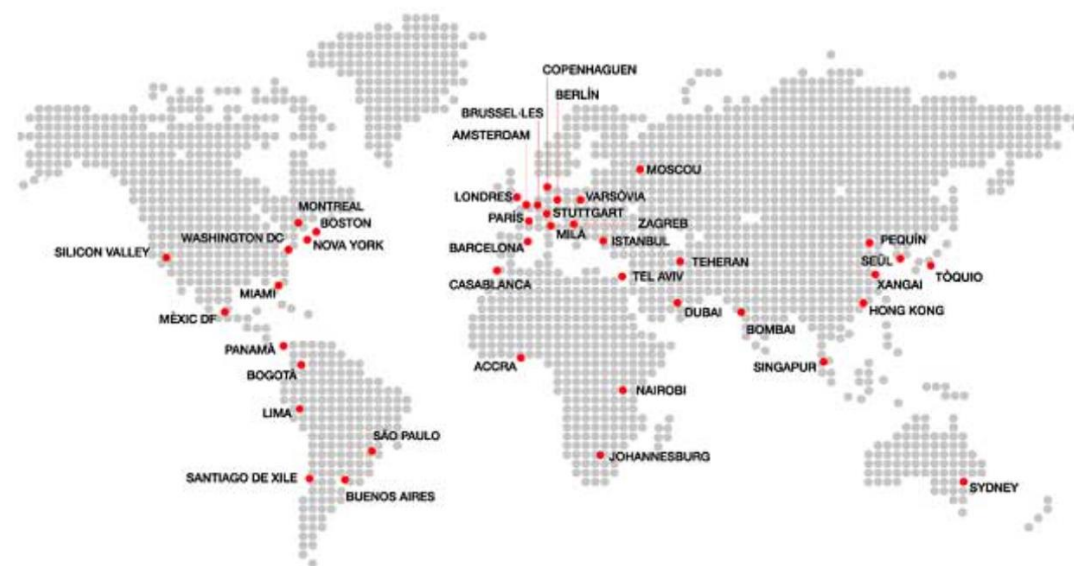 COPENHAGUEN
BERLÍN
BRUSSEL·LES
AMSTERDAM
MOSCOU
LONDRES
VARSÒVIA
MONTREAL
PARÍS
STUTTGART
BOSTON
ZAGREB
WASHINGTON DC
MILÀ
NOVA YORK
BARCELONA
ISTANBUL
PEQUÍN
SILICON VALLEY
TEHERAN
SEÜL
TÒQUIO
CASABLANCA
TEL AVIV
XANGAI
MIAMI
DUBAI
HONG KONG
MÈXIC DF
BOMBAI
PANAMÀ
ACCRA
SINGAPUR
BOGOTÀ
NAIROBI
LIMA
SÃO PAULO
JOHANNESBURG
SANTIAGO DE XILE
SYDNEY
BUENOS AIRES